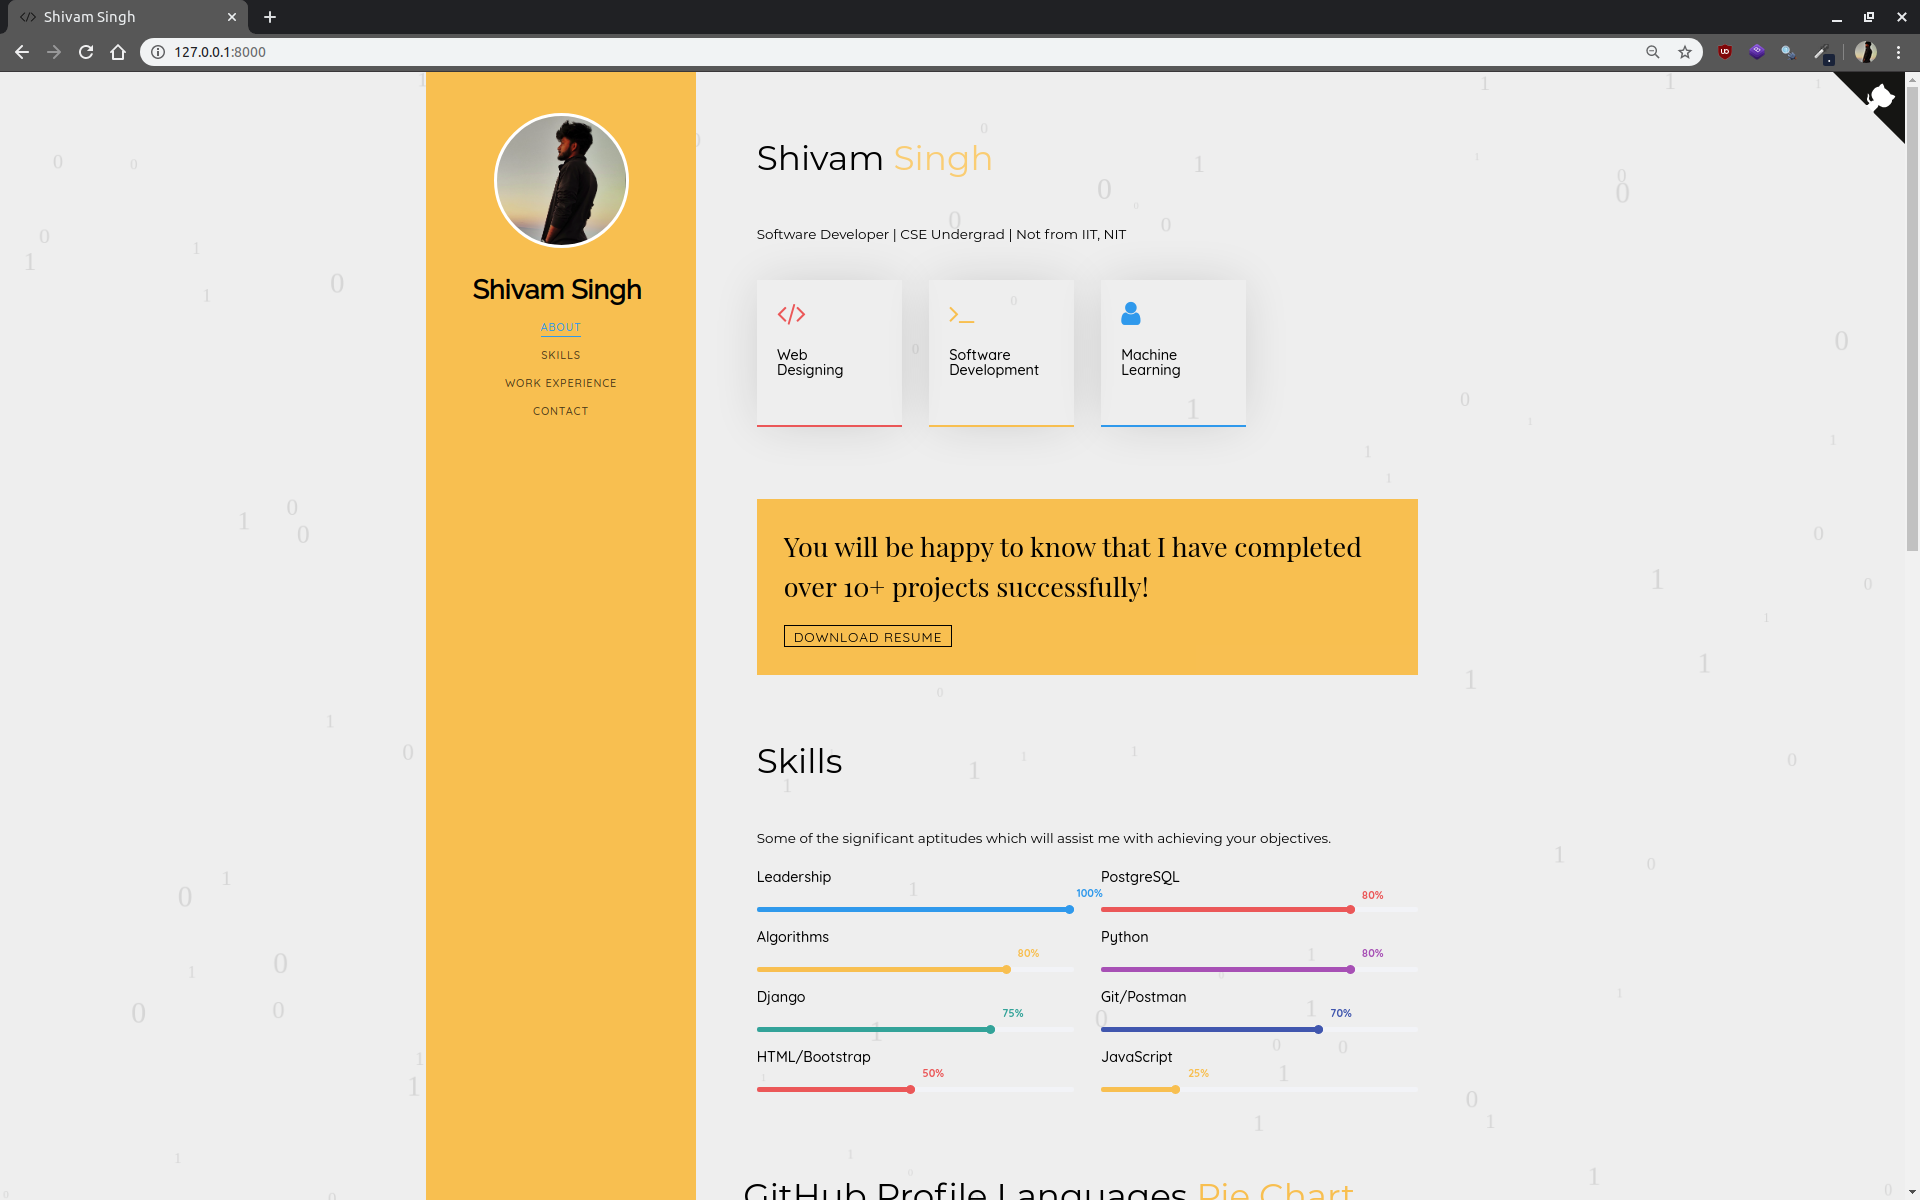 Shivam Singh
127.0.0.1:8000
Shivam Singh
ABOUT
SKILLS
WORK EXPERIENCE
CONTACT
Shivam Singh
Software Developer | CSE Undergrad | Not from IIT, NIT
Web
Designing
Software
Development
Machine
Learning
You will be happy to know that I have completed
over 10+ projects successfully!
DOWNLOAD RESUME
Skills
Some of the significant aptitudes which will assist me with achieving your objectives.
Leadership
100%
PostgreSQL
80%
Algorithms
80%
Python
80%
Django
75%
Git/Postman
70%
HTML/Bootstrap
50%
JavaScript
25%
GitHub Profile Languages Pie Chart